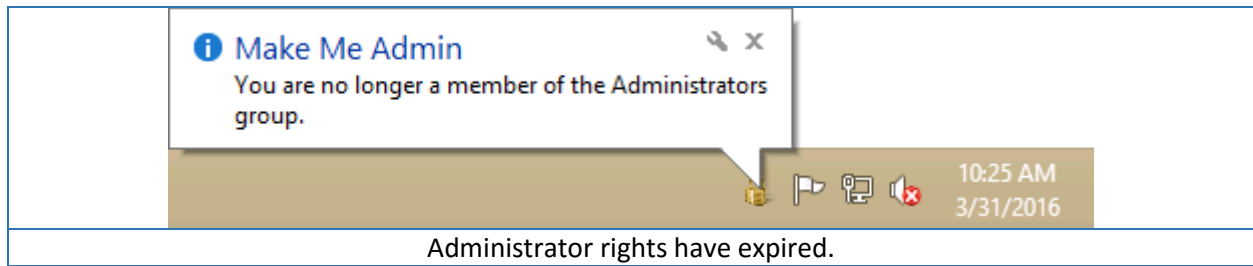 Make Me Admin
You are no longer a member of the Administrators
group.
10:25 AM
3/31/2016
Administrator rights have expired.